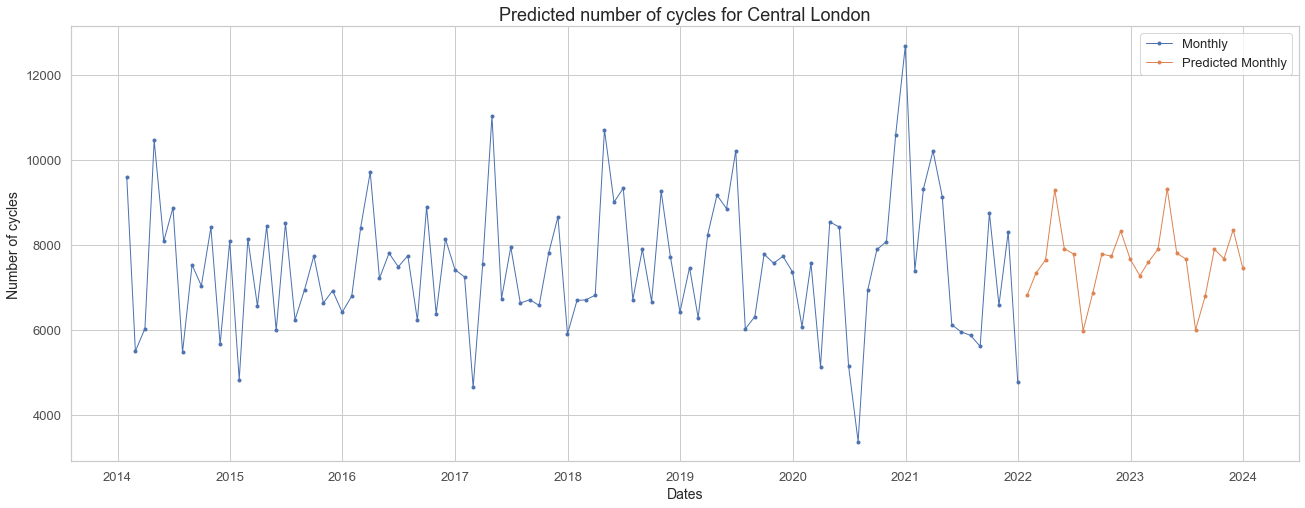 Predicted number of cycles for Central London
Monthly
Predicted Monthly
12000
10000
8000
6000
4000
Number of cycles
2014 2015 2016 2017 2018 2019 2020 2021 2022 2023 2024
Dates